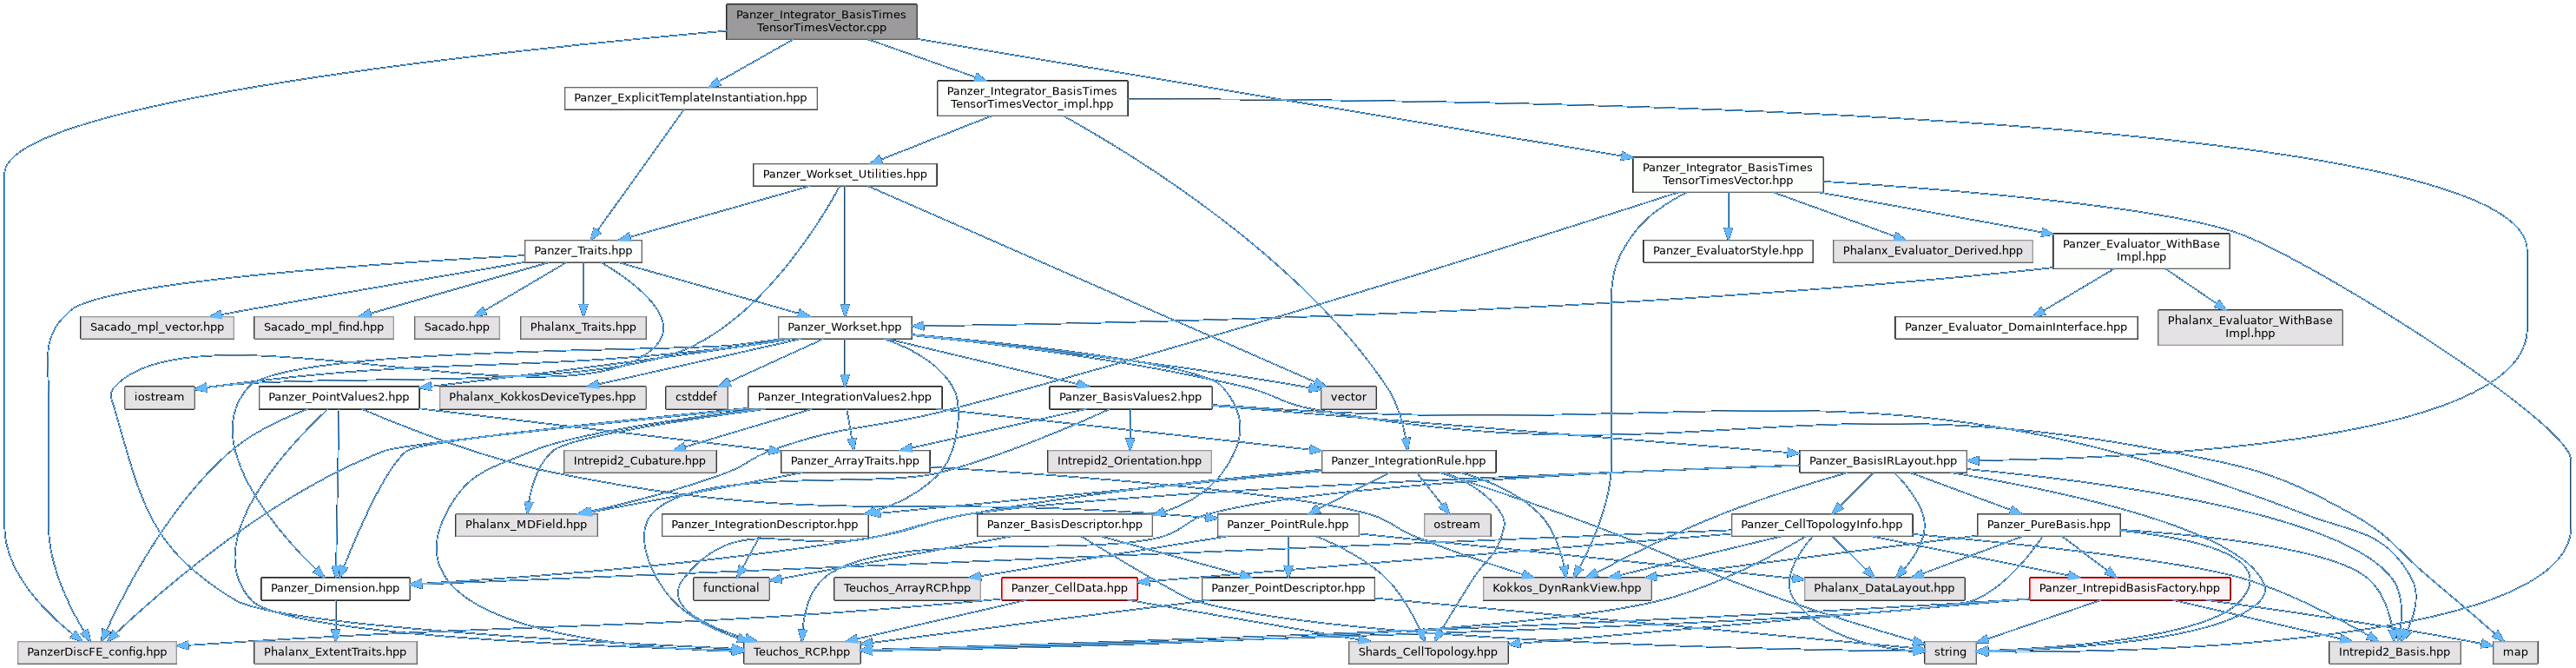 Panzer_Integrator_BasisTimes
TensorTimesVector.cpp
Panzer_ExplicitTemplateInstantiation.hpp
Panzer_Integrator_BasisTimes
TensorTimesVector_impl.hpp
Panzer_Workset_Utilities.hpp
Panzer_Integrator_BasisTimes
TensorTimesVector.hpp
Panzer_Traits.hpp
Panzer_EvaluatorStyle.hpp
Phalanx_Evaluator_Derived.hpp
Panzer_Evaluator_WithBase
Impl.hpp
Sacado_mpl_vector.hpp
Sacado_mpl_find.hpp
Sacado.hpp
Phalanx_Traits.hpp
Panzer_Workset.hpp
Panzer_Evaluator_DomainInterface.hpp
Phalanx_Evaluator_WithBase
Impl.hpp
iostream
Panzer_PointValues2.hpp
Phalanx_KokkosDeviceTypes.hpp
cstddef
Panzer_IntegrationValues2.hpp
Panzer_BasisValues2.hpp
vector
Intrepid2_Cubature.hpp
Panzer_ArrayTraits.hpp
Intrepid2_Orientation.hpp
Panzer_IntegrationRule.hpp
Panzer_BasisIRLayout.hpp
Phalanx_MDField.hpp
Panzer_IntegrationDescriptor.hpp
Panzer_BasisDescriptor.hpp
Panzer_PointRule.hpp
ostream
Panzer_CellTopologyInfo.hpp
Panzer_PureBasis.hpp
Panzer_Dimension.hpp
functional
Teuchos_ArrayRCP.hpp
Panzer_CellData.hpp
Panzer_PointDescriptor.hpp
Kokkos_DynRankView.hpp
Phalanx_DataLayout.hpp
Panzer_IntrepidBasisFactory.hpp
PanzerDiscFE_config.hpp
Phalanx_ExtentTraits.hpp
Teuchos_RCP.hpp
Shards_CellTopology.hpp
string
Intrepid2_Basis.hpp
map